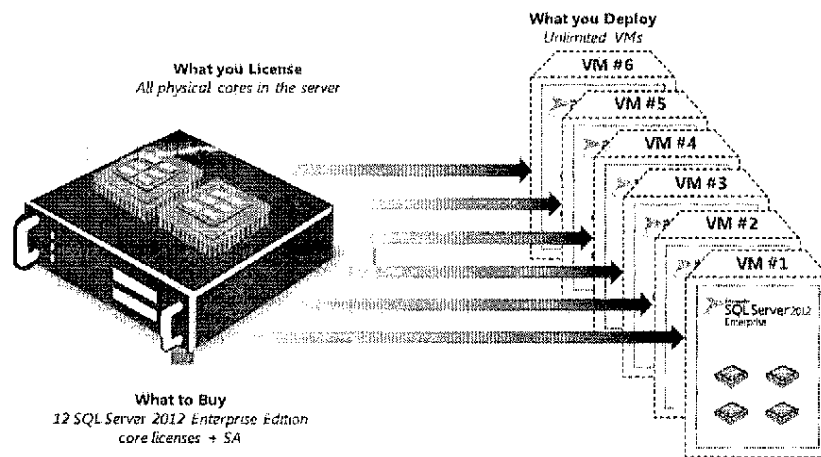 What you Deploy
Unlimited VMs
What you License
All physical cores in the server
VM #6
VM #5
VM #4
VM #3
VM #2
VM #1
SQL Server 2012
Enterprise
What to Buy
12 SQL Server 2012 Enterprise Edition
core licenses + SA